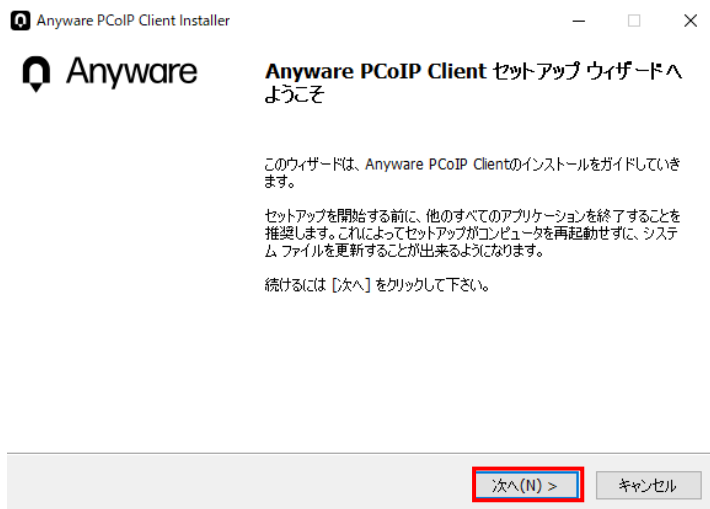 Anyware PCoIP Client Installer
Anyware
Anyware PCoIP Client セットアップ ウィザードへ
ようこそ
このウィザードは、Anyware PCoIP Clientのインストールをガイドしていき
ます。
セットアップを開始する前に、他のすべてのアプリケーションを終了することを
推奨します。これによってセットアップがコンピュータを再起動せずに、システ
ム ファイルを更新することが出来るようになります。
続けるには [次へ] をクリックして下さい。
次へ(N) >
キャンセル